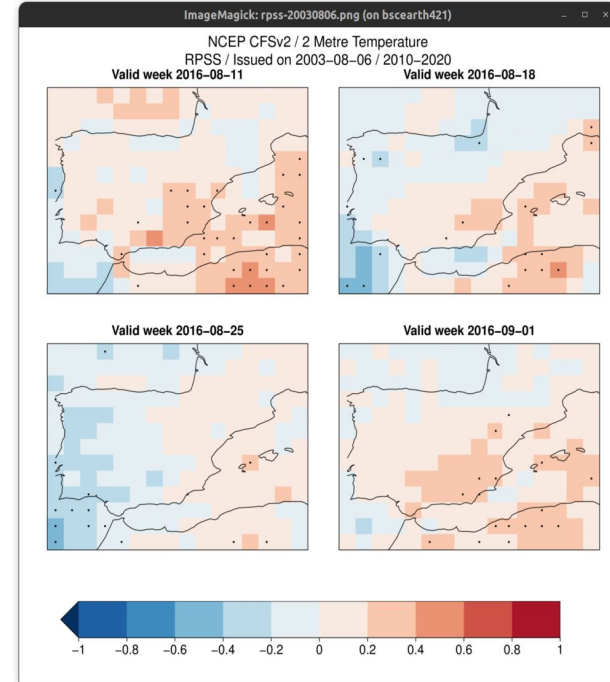 ImageMagick: rpss-20030806.png (on bscearth421)
NCEP CFSv2 / 2 Metre Temperature
RPSS / Issued on 2003−08−06 / 2010−2020
Valid week 2016−08−11
Valid week 2016−08−18
Valid week 2016−08−25
Valid week 2016−09−01
−1 −0.8 −0.6 −0.4 −0.2 0 0.2 0.4 0.6 0.8 1